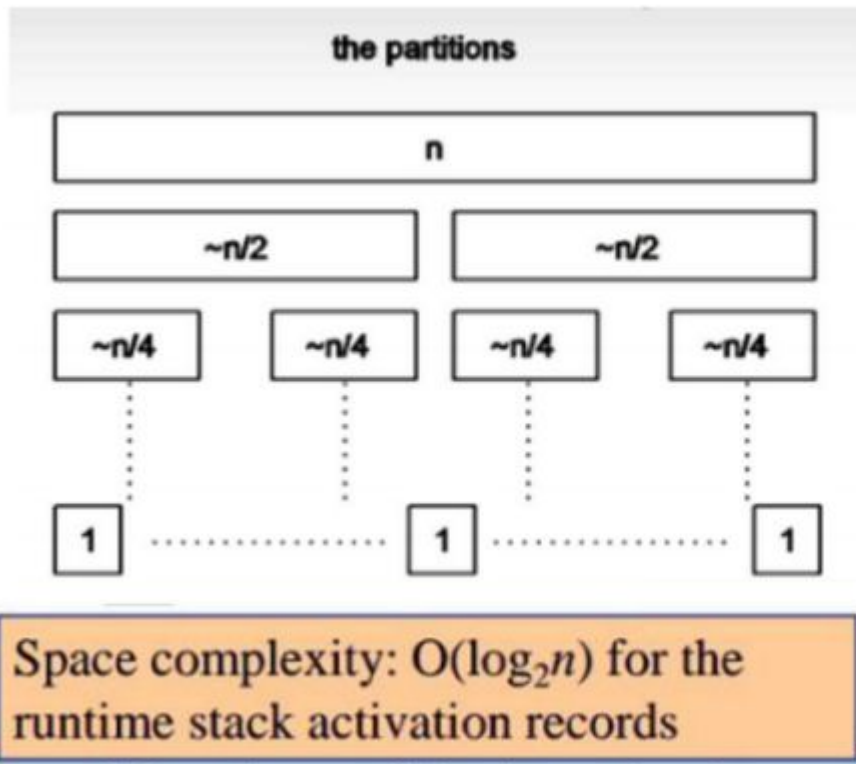 the partitions
n
~n/2 ~n/2
~n/4 ~n/4 ~n/4 ~n/4
1 1 1
Space complexity: O(log₂n) for the
runtime stack activation records